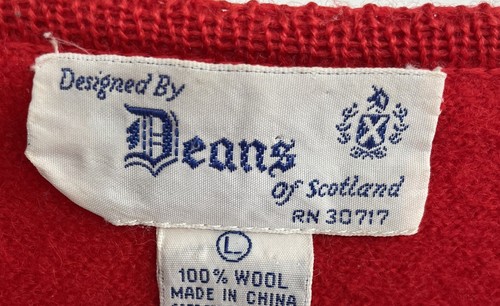 Designed By
Deans
Of Scotland
RN 30717
L
100% WOOL
MADE IN CHINA